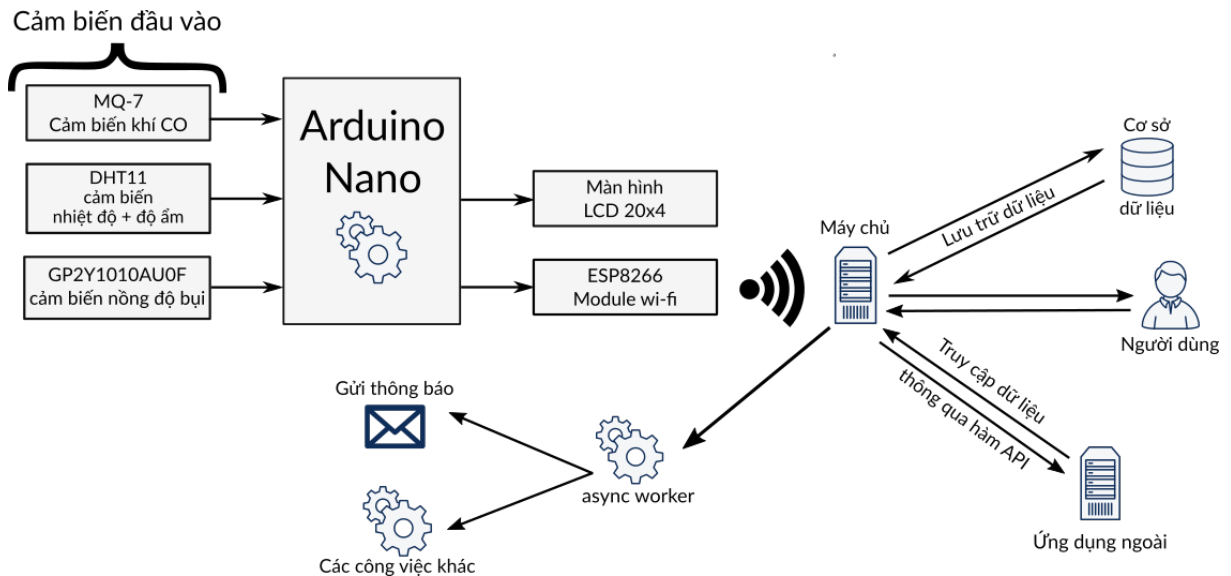 Cảm biến đầu vào
MQ-7
Cảm biến khí CO
DHT11
cảm biến
nhiệt độ + độ ẩm
GP2Y1010AU0F
cảm biến nồng độ bụi
Arduino
Nano
Màn hình
LCD 20x4
ESP8266
Module wi-fi
Máy chủ
Cơ sở
dữ liệu
Lưu trữ dữ liệu
Người dùng
Truy cập dữ liệu
thông qua hàm API
Ứng dụng ngoài
async worker
Gửi thông báo
Các công việc khác